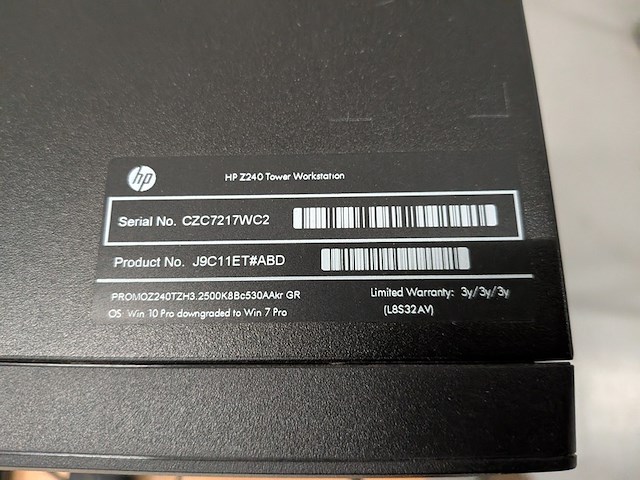 hp
HP Z240 Tower Workstation
Serial No. CZC7217WC2
Product No. J9C11ET#ABD
PROMOZ240TZH3.2500K8Bc530AAkr GR
Limited Warranty: 3y/3y/3y
OS: Win 10 Pro downgraded to Win 7 Pro
(L8S32AV)